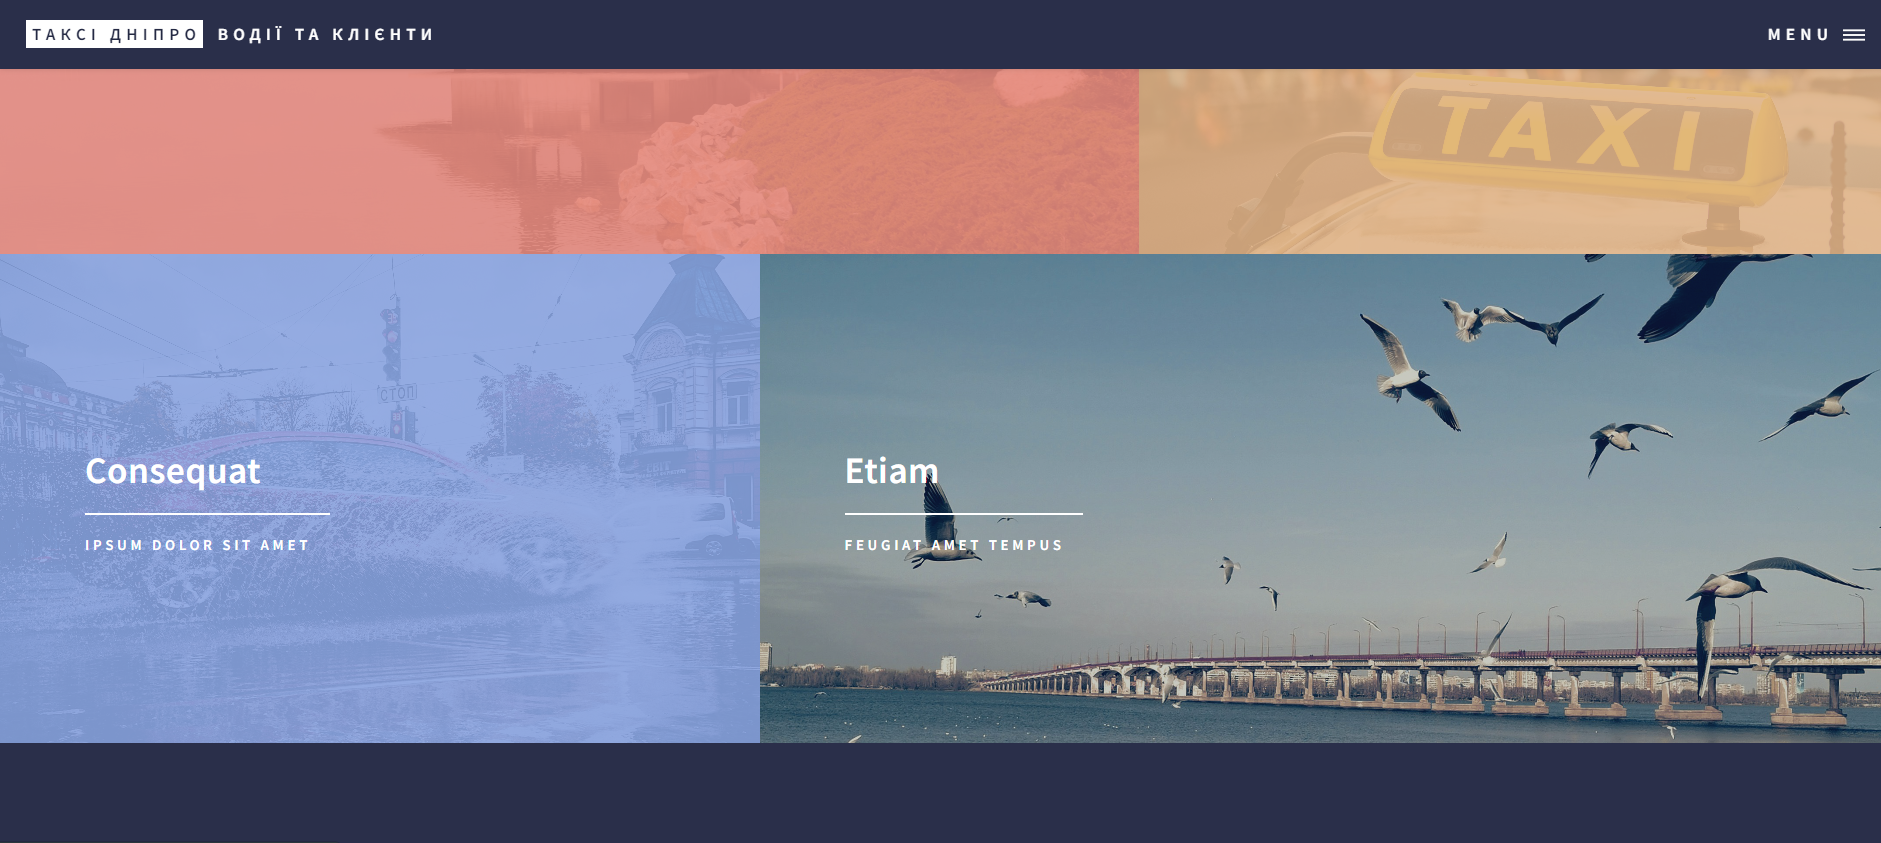 ТАКСІ ДНІПРО ВОДІЇ ТА КЛІЄНТИ
MENU
TAXI
СТОП
Consequat
IPSUM DOLOR SIT AMET
Etiam
FEUGIAT AMET TEMPUS